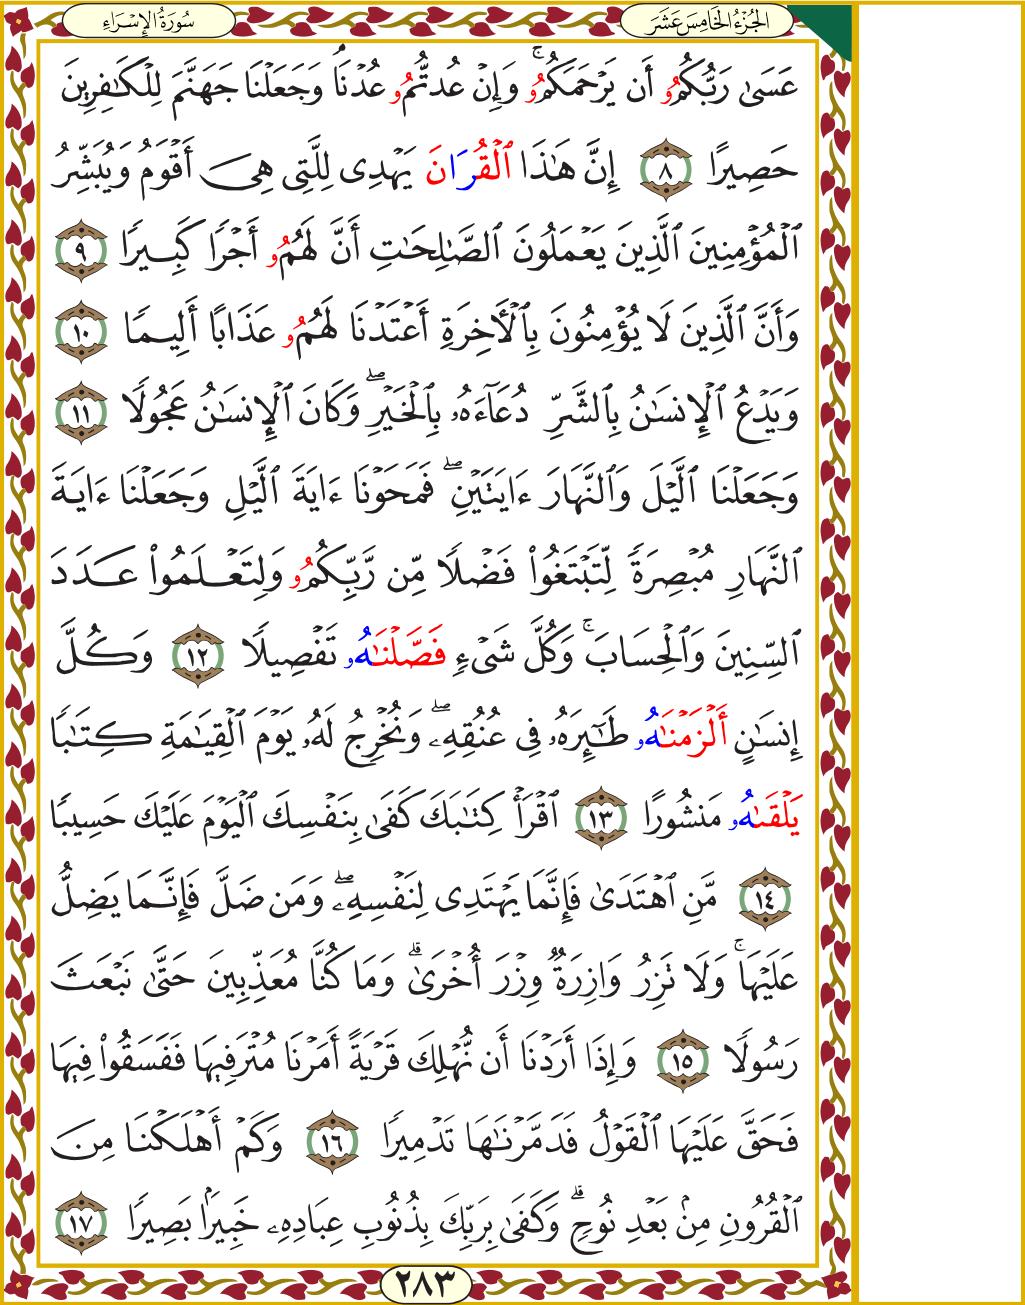 الجُزْءُ الخَامِسَ عَشَرَ
سُورَةُ الإِسْرَاءِ
عَسَىٰ رَبُّكُمُۥ أَن يَرْحَمَكُمُۥۚ وَإِنْ عُدتُّمُۥ عُدْنَاۘ وَجَعَلْنَا جَهَنَّمَ لِلْكَٰفِرِينَ
حَصِيرًا ٨ إِنَّ هَٰذَا ٱلْقُرَانَ يَهْدِى لِلَّتِى هِىَ أَقْوَمُ وَيُبَشِّرُ
ٱلْمُؤْمِنِينَ ٱلَّذِينَ يَعْمَلُونَ ٱلصَّٰلِحَٰتِ أَنَّ لَهُمُۥ أَجْرًا كَبِيرًا ٩
وَأَنَّ ٱلَّذِينَ لَا يُؤْمِنُونَ بِٱلْأَخِرَةِ أَعْتَدْنَا لَهُمُۥ عَذَابًا أَلِيمًا ١٠
وَيَدْعُ ٱلْإِنسَٰنُ بِٱلشَّرِّ دُعَآءَهُۥ بِٱلْخَيْرِۖ وَكَانَ ٱلْإِنسَٰنُ عَجُولًا ١١
وَجَعَلْنَا ٱلَّيْلَ وَٱلنَّهَارَ ءَايَتَيْنِۖ فَمَحَوْنَا ءَايَةَ ٱلَّيْلِ وَجَعَلْنَا ءَايَةَ
ٱلنَّهَارِ مُبْصِرَةً لِّتَبْتَغُوا۟ فَضْلًا مِّن رَّبِّكُمُۥ وَلِتَعْلَمُوا۟ عَدَدَ
ٱلسِّنِينَ وَٱلْحِسَابَۚ وَكُلَّ شَىْءٍ فَصَّلْنَٰهُۥ تَفْصِيلًا ١٢ وَكُلَّ
إِنسَٰنٍ أَلْزَمْنَٰهُۥ طَٰٓئِرَهُۥ فِى عُنُقِهِۦۖ وَنُخْرِجُ لَهُۥ يَوْمَ ٱلْقِيَٰمَةِ كِتَٰبًا
يَلْقَىٰهُۥ مَنشُورًا ١٣ ٱقْرَأْ كِتَٰبَكَ كَفَىٰ بِنَفْسِكَ ٱلْيَوْمَ عَلَيْكَ حَسِيبًا
١٤ مَّنِ ٱهْتَدَىٰ فَإِنَّمَا يَهْتَدِى لِنَفْسِهِۦۖ وَمَن ضَلَّ فَإِنَّمَا يَضِلُّ
عَلَيْهَاۚ وَلَا تَزِرُ وَازِرَةٌ وِزْرَ أُخْرَىٰۗ وَمَا كُنَّا مُعَذِّبِينَ حَتَّىٰ نَبْعَثَ
رَسُولًا ١٥ وَإِذَا أَرَدْنَا أَن نُّهْلِكَ قَرْيَةً أَمَرْنَا مُتْرَفِيهَا فَفَسَقُوا۟ فِيهَا
فَحَقَّ عَلَيْهَا ٱلْقَوْلُ فَدَمَّرْنَٰهَا تَدْمِيرًا ١٦ وَكَمْ أَهْلَكْنَا مِنَ
ٱلْقُرُونِ مِنۢ بَعْدِ نُوحٍۗ وَكَفَىٰ بِرَبِّكَ بِذُنُوبِ عِبَادِهِۦ خَبِيرًۢا بَصِيرًا ١٧
٢٨٣